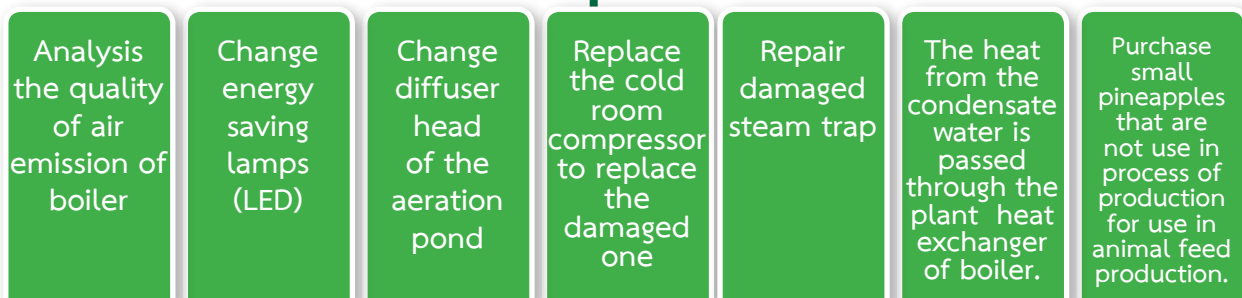 Analysis
the quality
of air
emission of
boiler
Change
energy
saving
lamps
(LED)
Change
diffuser
head
of the
aeration
pond
Replace
the cold
room
compressor
to replace
the
damaged
one
Repair
damaged
steam trap
The heat
from the
condensate
water is
passed
through the
plant heat
exchanger
of boiler.
Purchase
small
pineapples
that are
not use in
process of
production
for use in
animal feed
production.